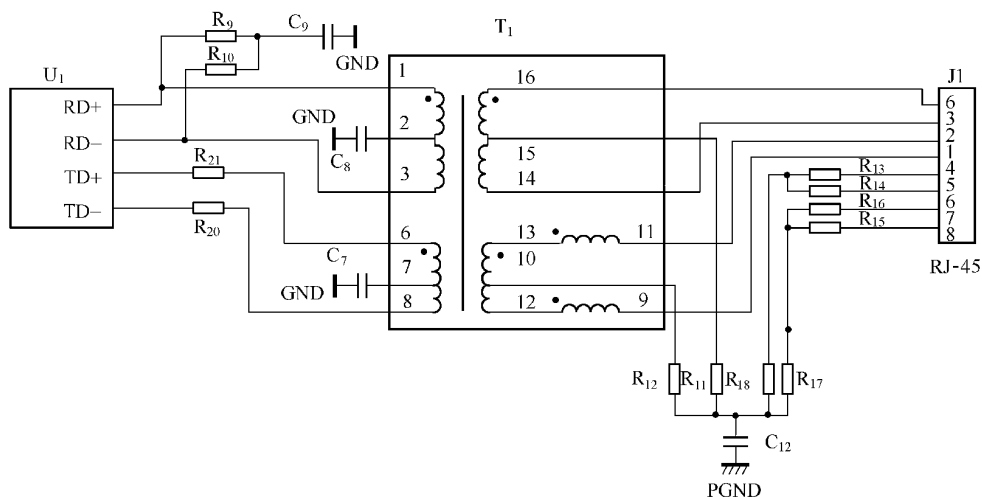 R9
C9
T1
R10
GND
1
16
J1
U1
6
RD+
GND
2
3
2
RD−
C8
15
1
R21
3
14
4
R13
TD+
5
R14
6
R16
TD−
R20
6
13
11
7
R15
C7
7
10
8
GND
8
12
9
RJ-45
R12
R11
R18
R17
C12
PGND